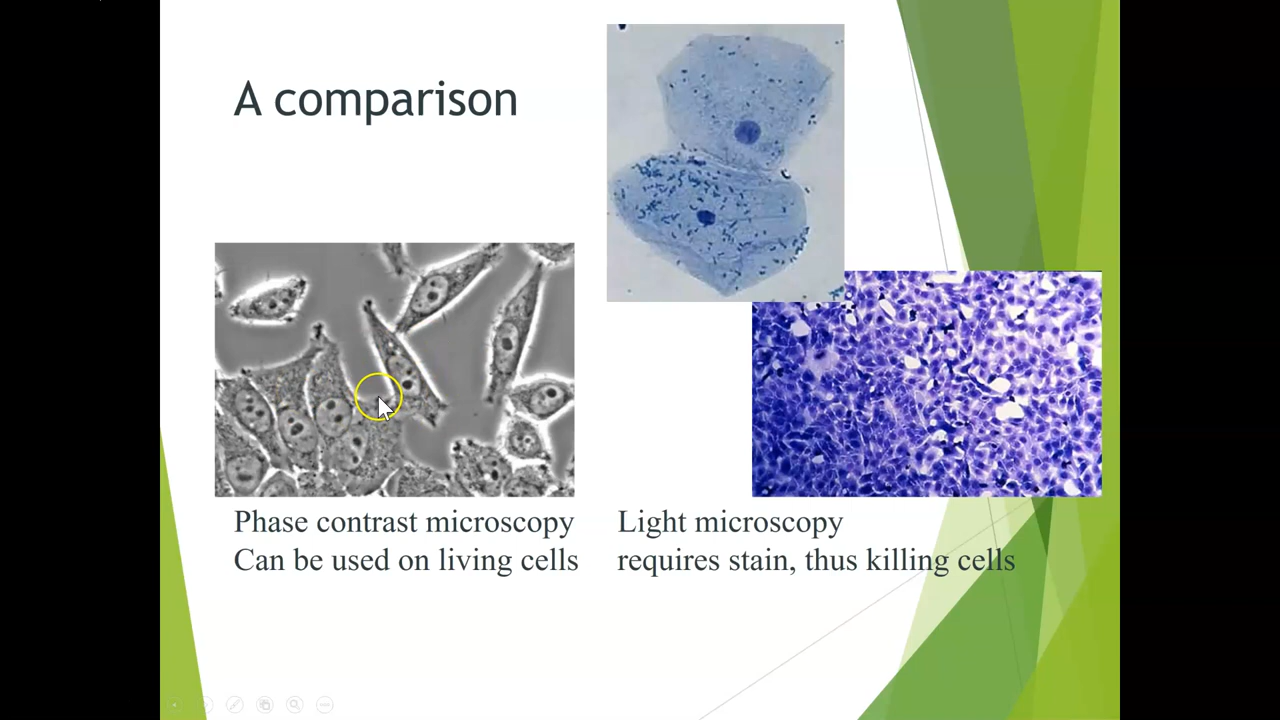 A comparison
Phase contrast microscopy
Can be used on living cells
Light microscopy
requires stain, thus killing cells